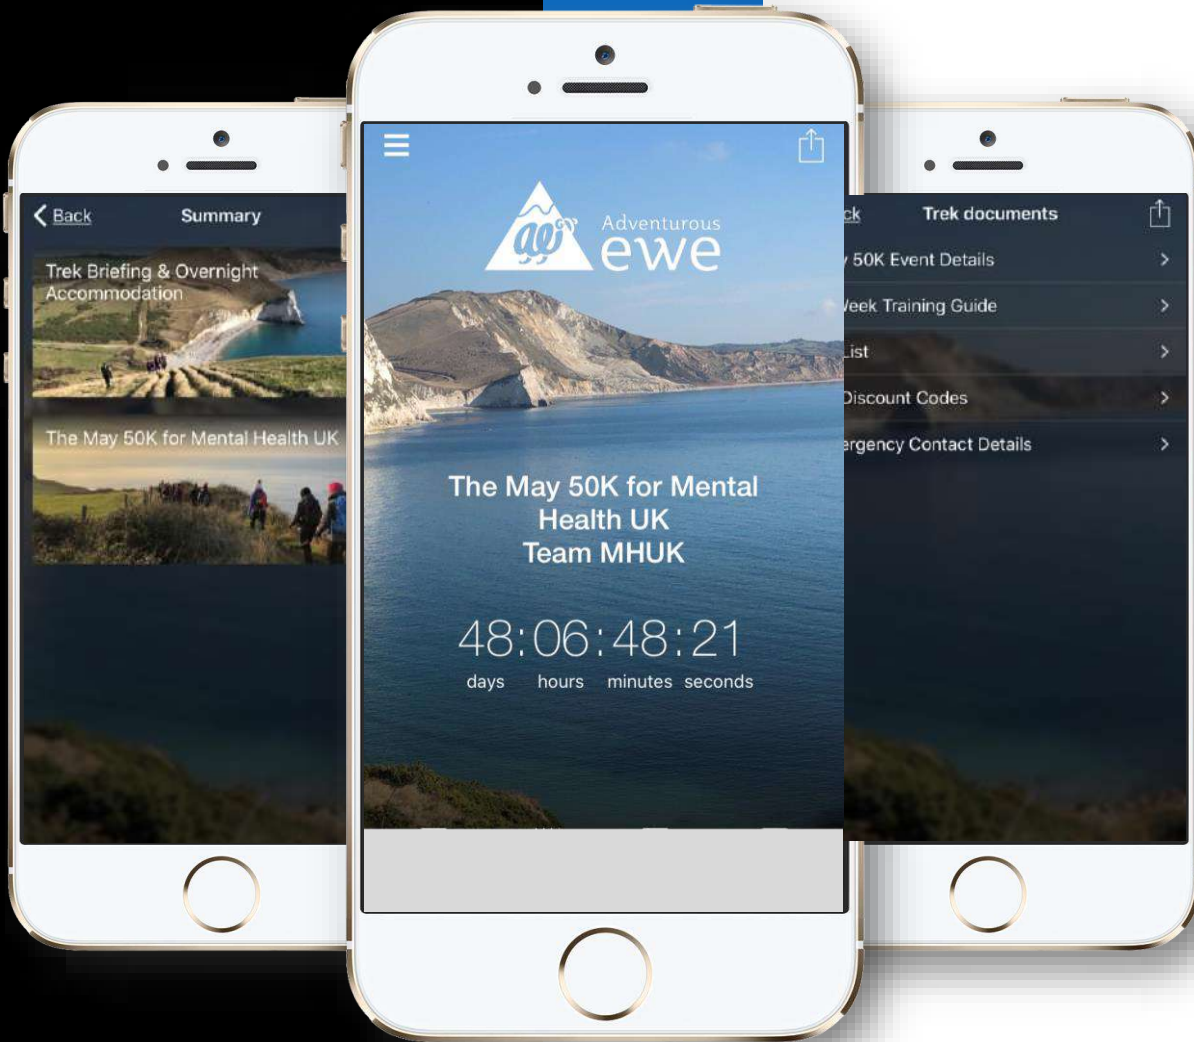 Back
Summary
Trek Briefing & Overnight
Accommodation
The May 50K for Mental Health UK
ae
Adventurous
ewe
The May 50K for Mental
Health UK
Team MHUK
48:06:48:21
days hours minutes seconds
Trek documents
50K Event Details
Training Guide
Discount Codes
Contact Details